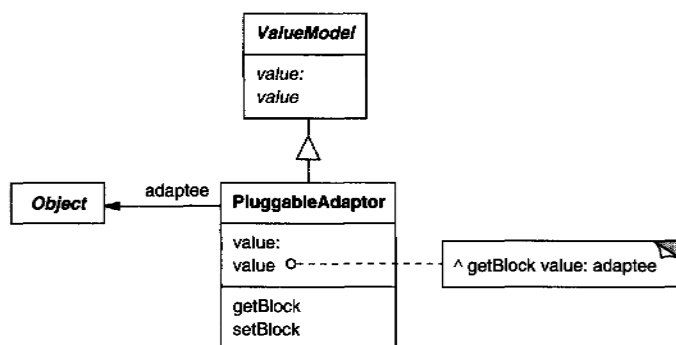 ValueModel
value:
value
adaptee
Object
PluggableAdaptor
value:
value
^ getBlock value: adaptee
getBlock
setBlock